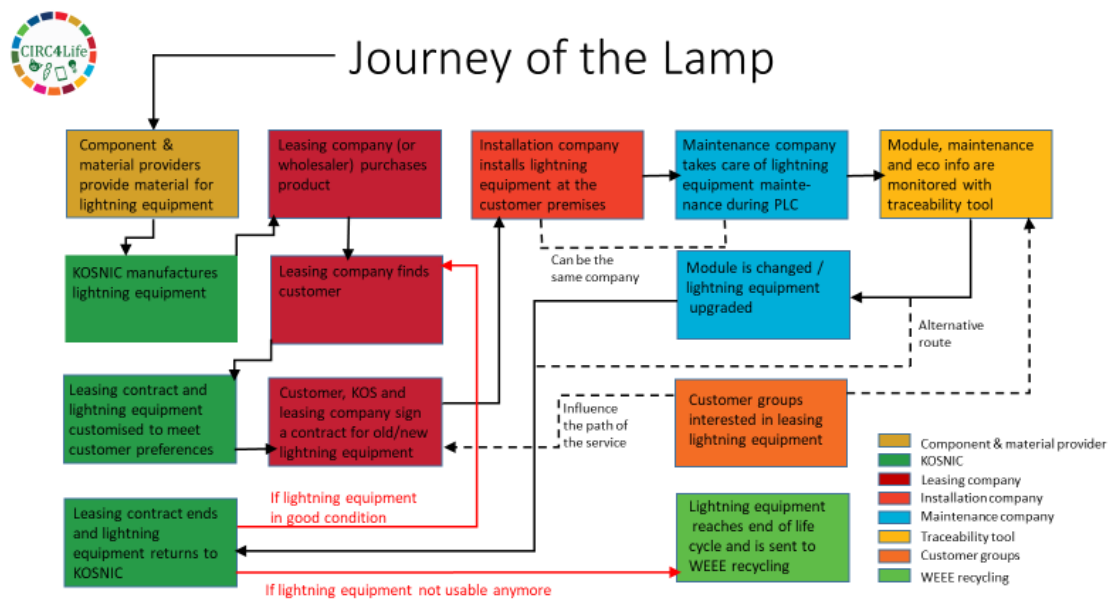 CIRC4Life
Journey of the Lamp
Component &
material providers
provide material for
lightning equipment
Leasing company (or
wholesaler) purchases
product
Installation company
installs lightning
equipment at the
customer premises
Maintenance company
takes care of lightning
equipment mainte-
nance during PLC
Module, maintenance
and eco info are
monitored with
traceability tool
KOSNIC manufactures
lightning equipment
Leasing company finds
customer
Can be the
same company
Module is changed /
lightning equipment
upgraded
Alternative
route
Leasing contract and
lightning equipment
customised to meet
customer preferences
Customer, KOS and
leasing company sign
a contract for old/new
lightning equipment
Influence
the path of
the service
Customer groups
interested in leasing
lightning equipment
Component & material provider
KOSNIC
Leasing company
Installation company
Maintenance company
Traceability tool
Customer groups
WEEE recycling
Leasing contract ends
and lightning
equipment returns to
KOSNIC
If lightning equipment
in good condition
Lightning equipment
reaches end of life
cycle and is sent to
WEEE recycling
If lightning equipment not usable anymore